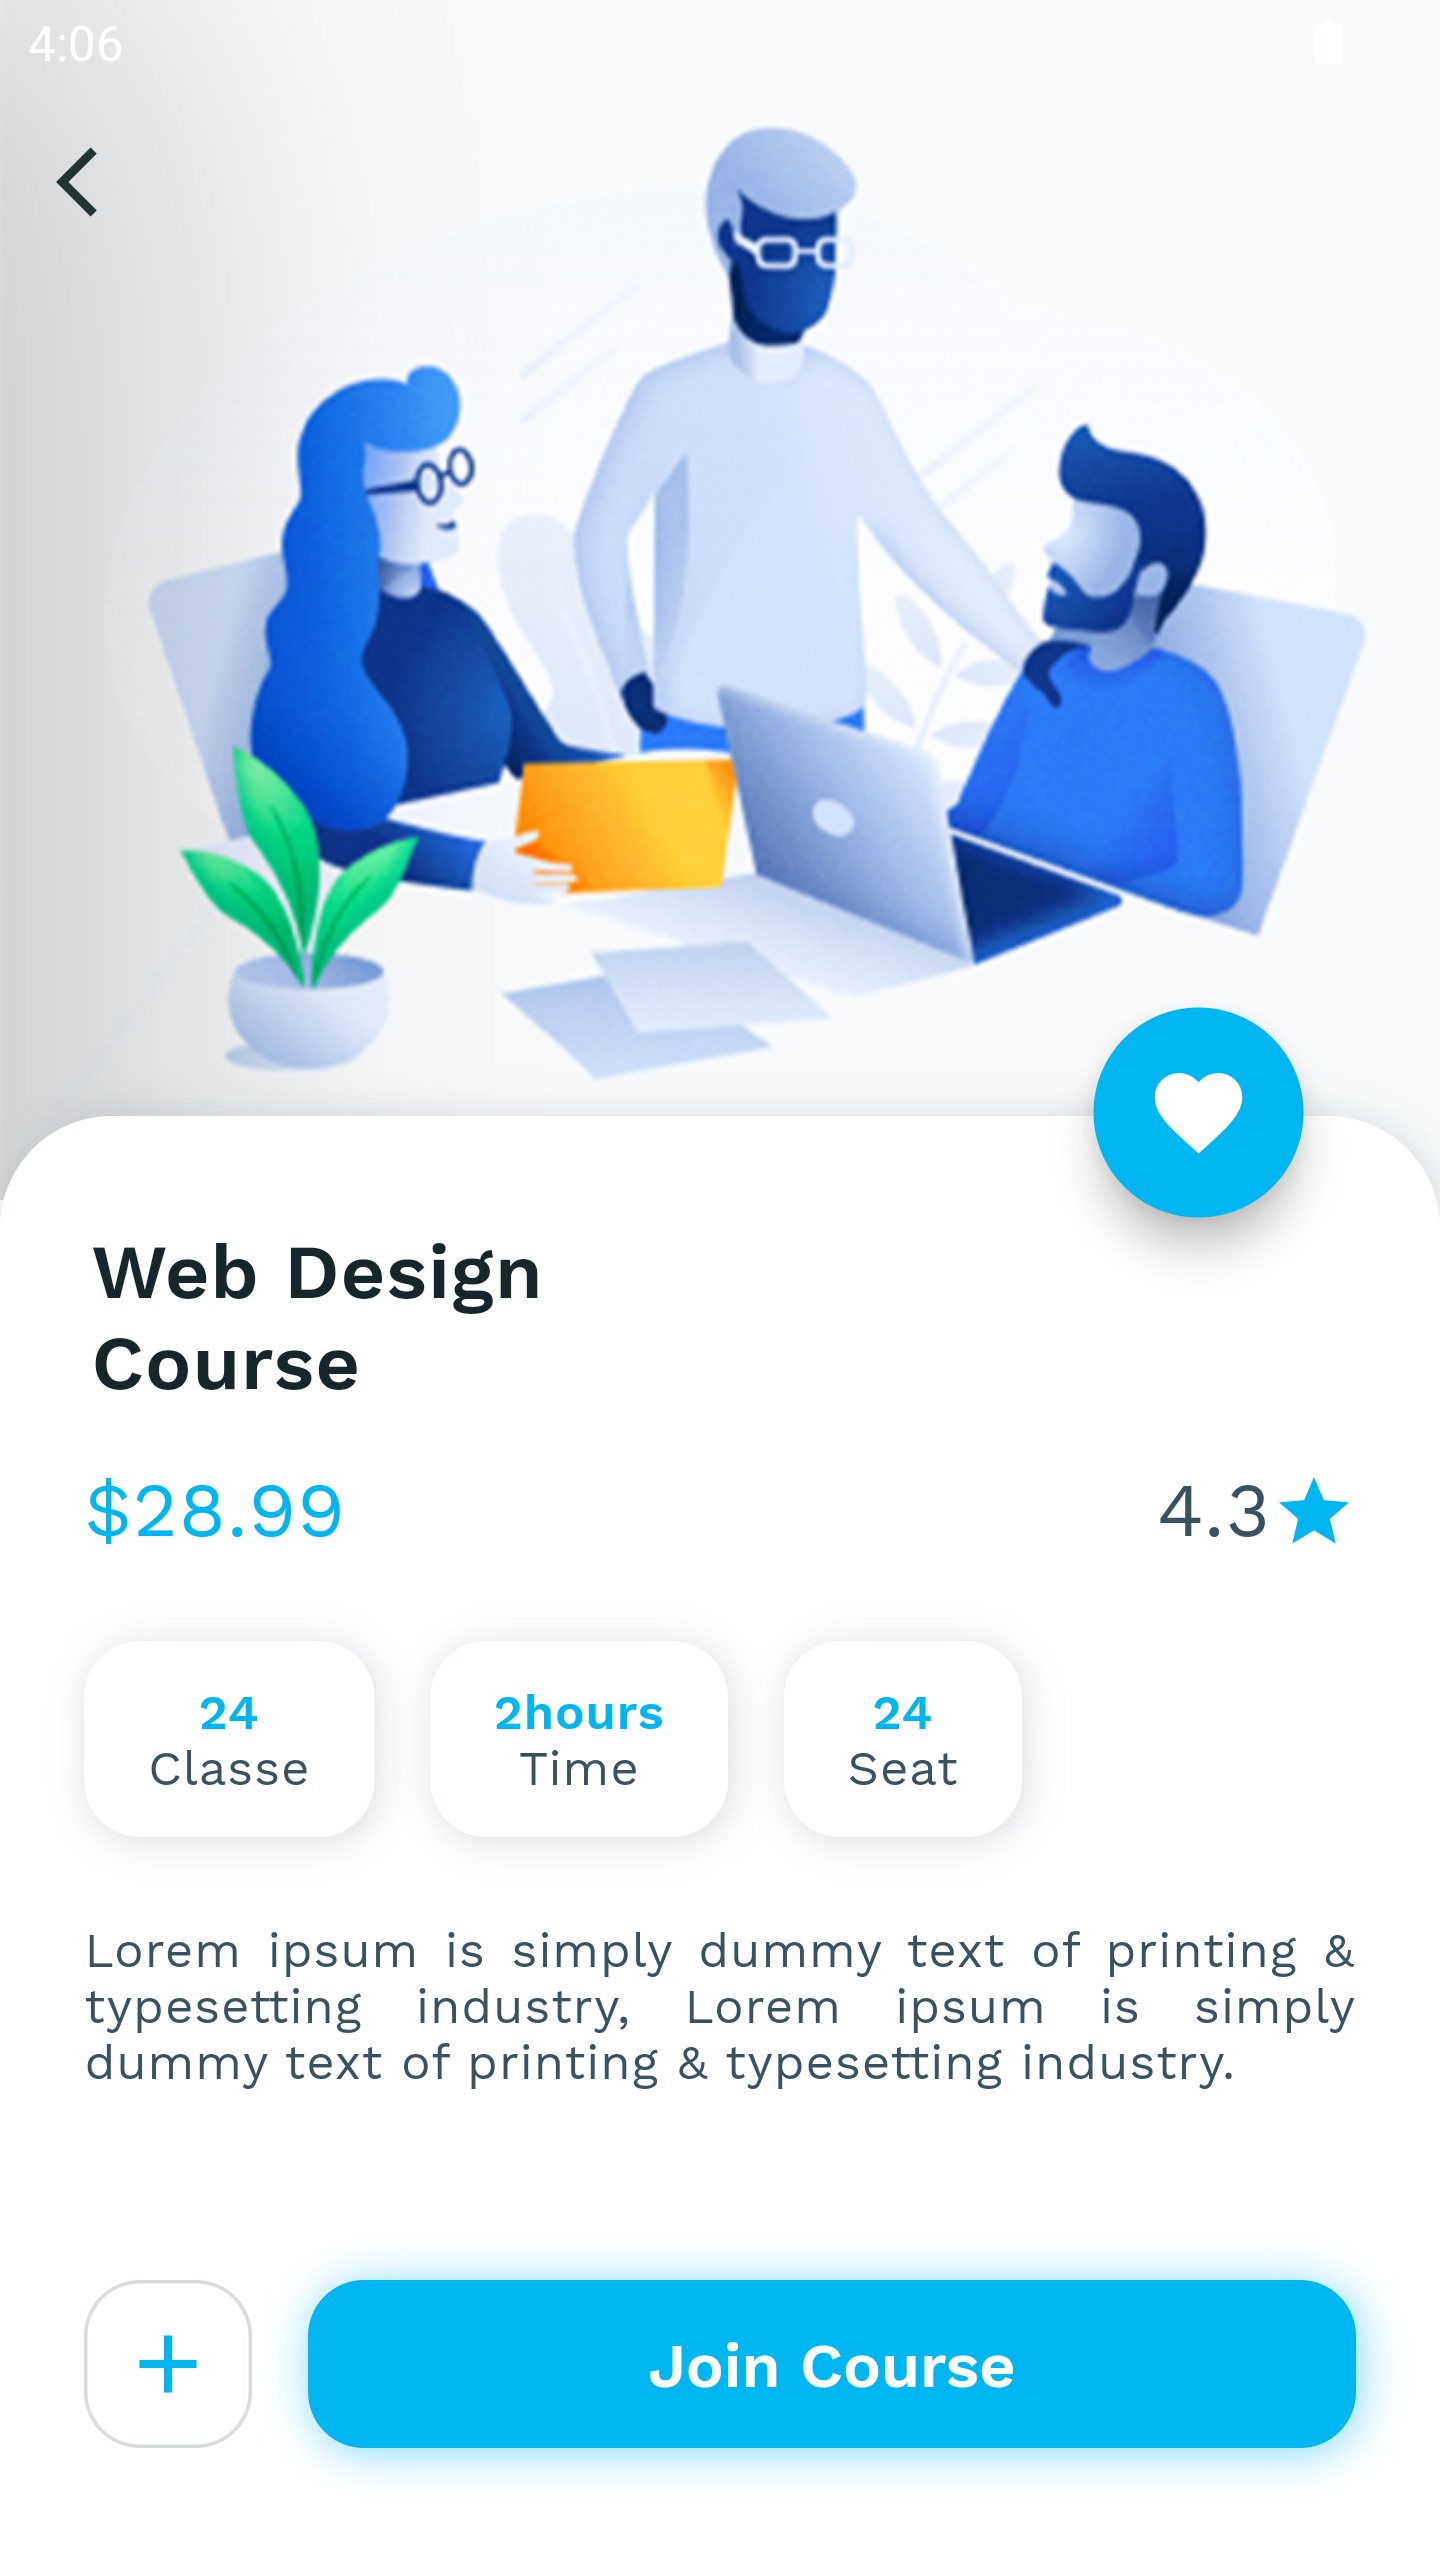 4:06
Web Design
Course
$28.99
4.3
24
Classe
2hours
Time
24
Seat
Lorem ipsum is simply dummy text of printing &
typesetting industry, Lorem ipsum is simply
dummy text of printing & typesetting industry.
Join Course